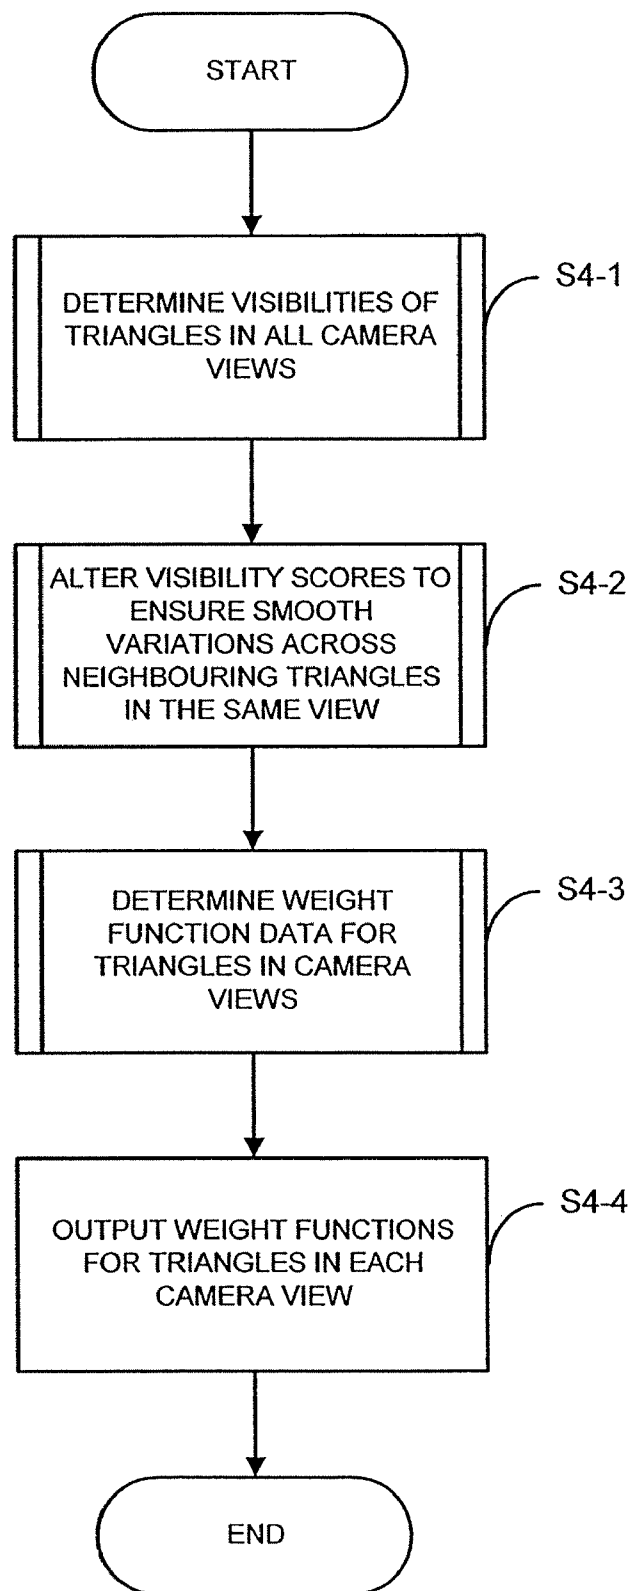 START
DETERMINE VISIBILITIES OF
TRIANGLES IN ALL CAMERA
VIEWS
S4-1
ALTER VISIBILITY SCORES TO
ENSURE SMOOTH
VARIATIONS ACROSS
NEIGHBOURING TRIANGLES
IN THE SAME VIEW
S4-2
DETERMINE WEIGHT
FUNCTION DATA FOR
TRIANGLES IN CAMERA
VIEWS
S4-3
OUTPUT WEIGHT FUNCTIONS
FOR TRIANGLES IN EACH
CAMERA VIEW
S4-4
END